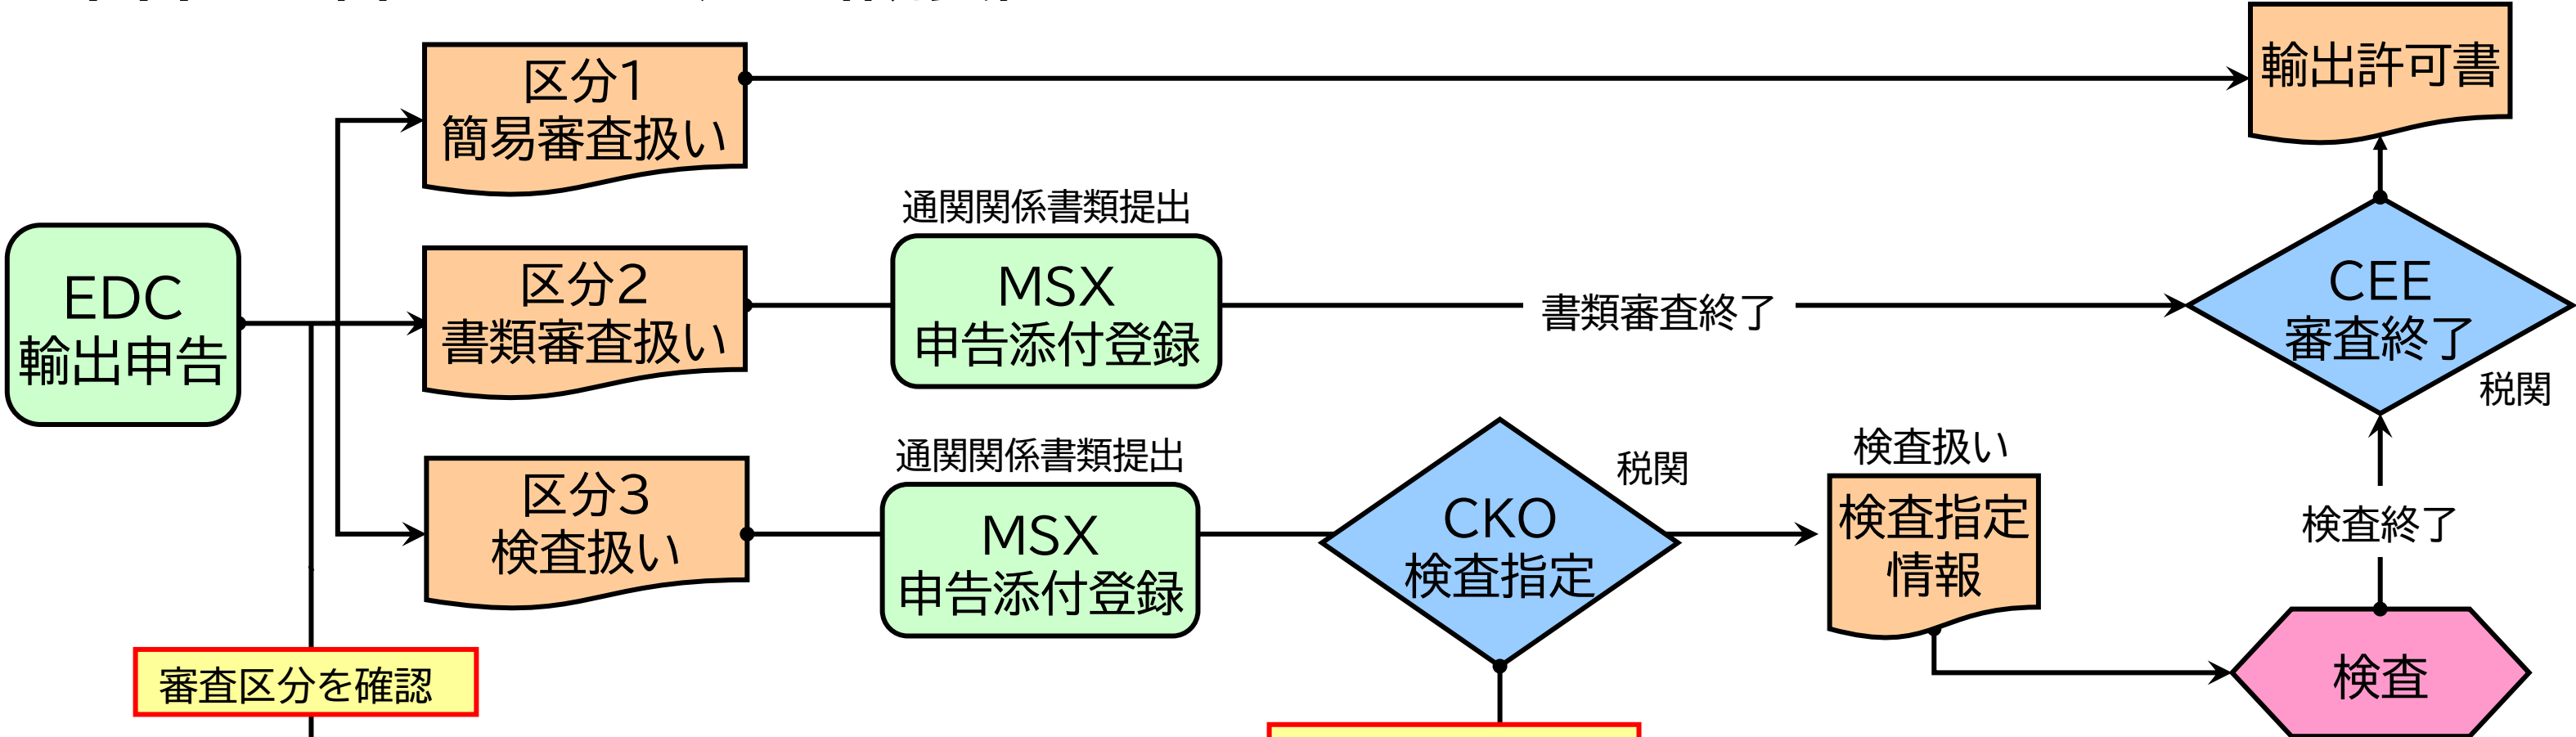 区分1
簡易審査扱い
輸出許可書
EDC
輸出申告
区分2
書類審査扱い
通関関係書類提出
MSX
申告添付登録
書類審査終了
CEE
審査終了
税関
区分3
検査扱い
通関関係書類提出
MSX
申告添付登録
CKO
検査指定
税関
検査扱い
検査指定
情報
検査終了
検査
審査区分を確認